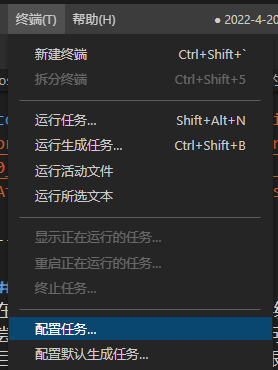 终端(T) 帮助(H) ● 2022-4-20
新建终端 Ctrl+Shift+`
拆分终端 Ctrl+Shift+5
运行任务... Shift+Alt+N
运行生成任务... Ctrl+Shift+B
运行活动文件
运行所选文本
显示正在运行的任务...
重启正在运行的任务...
终止任务...
配置任务...
配置默认生成任务...